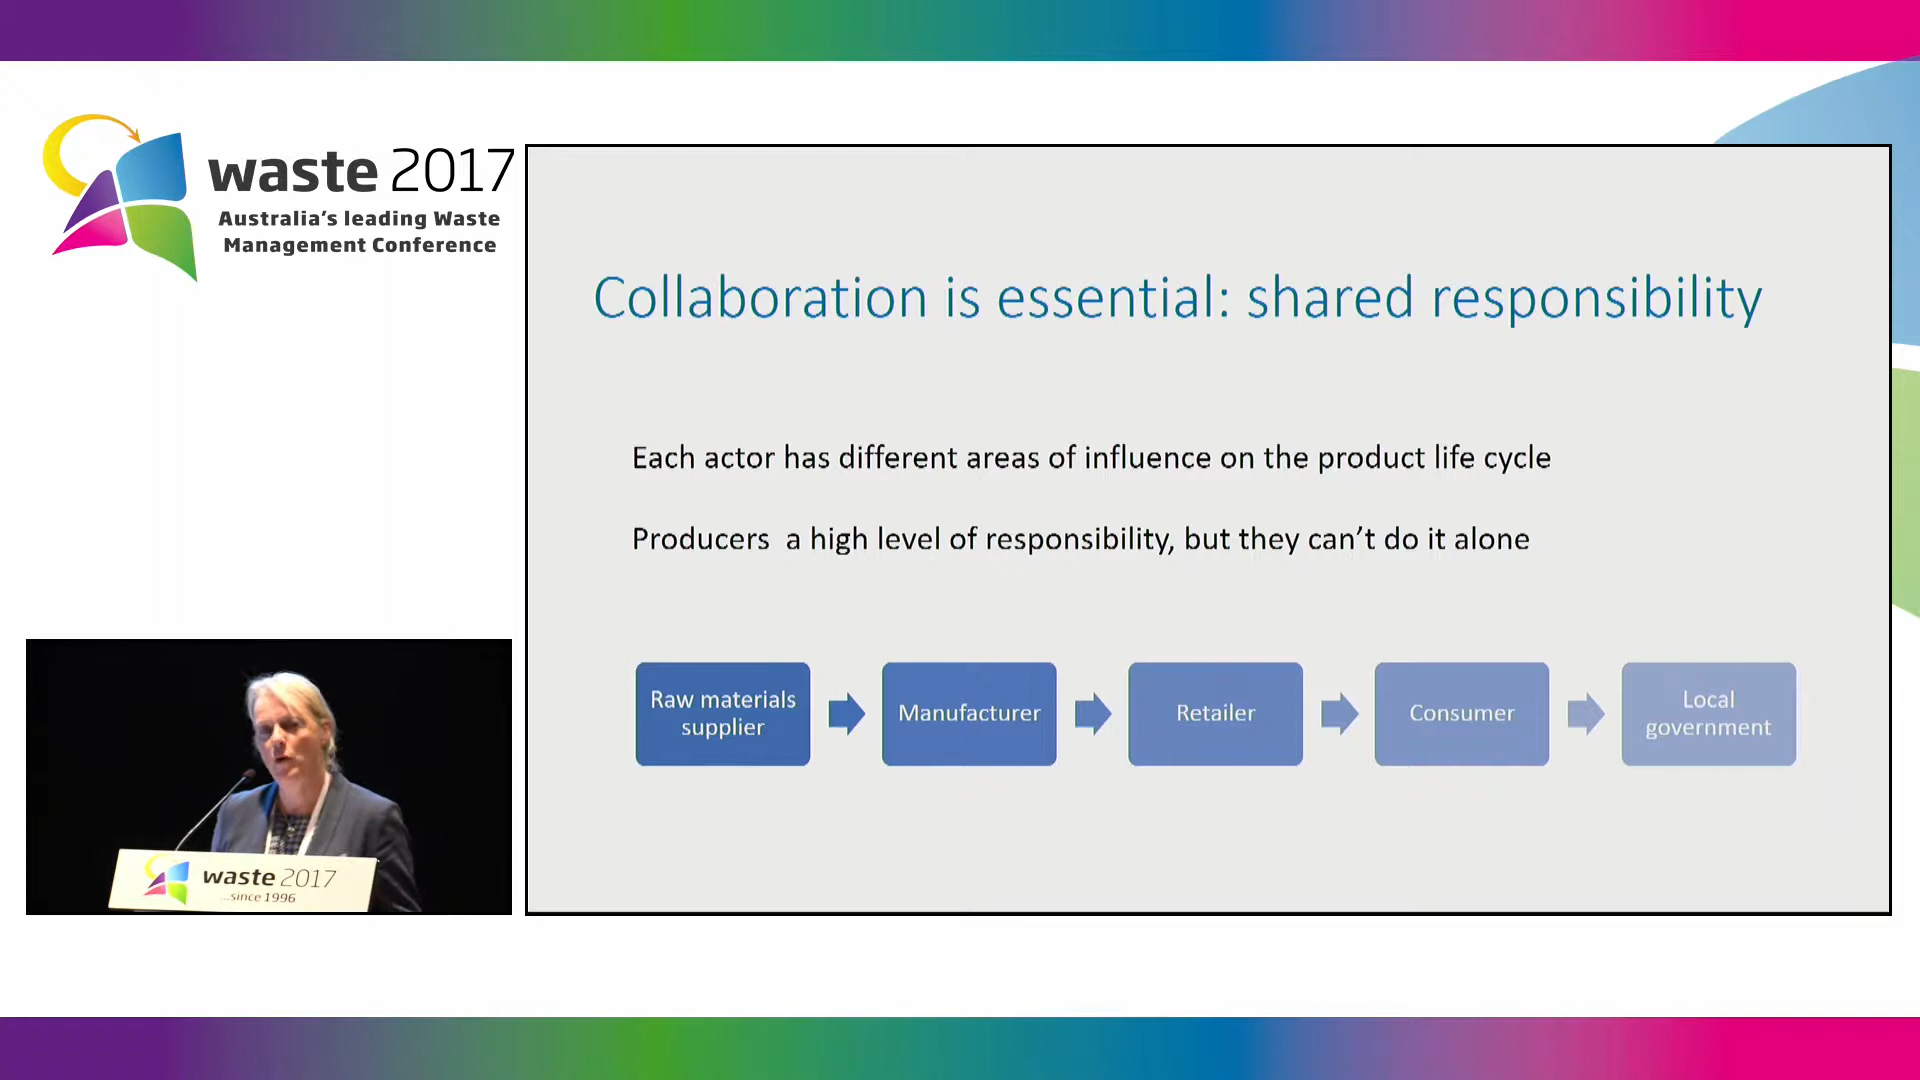 waste 2017
Australia's leading Waste
Management Conference
Collaboration is essential: shared responsibility
Each actor has different areas of influence on the product life cycle
Producers  a high level of responsibility, but they can't do it alone
Raw materials
supplier
Manufacturer
Retailer
Consumer
Local
government
waste 2017
...since 1996